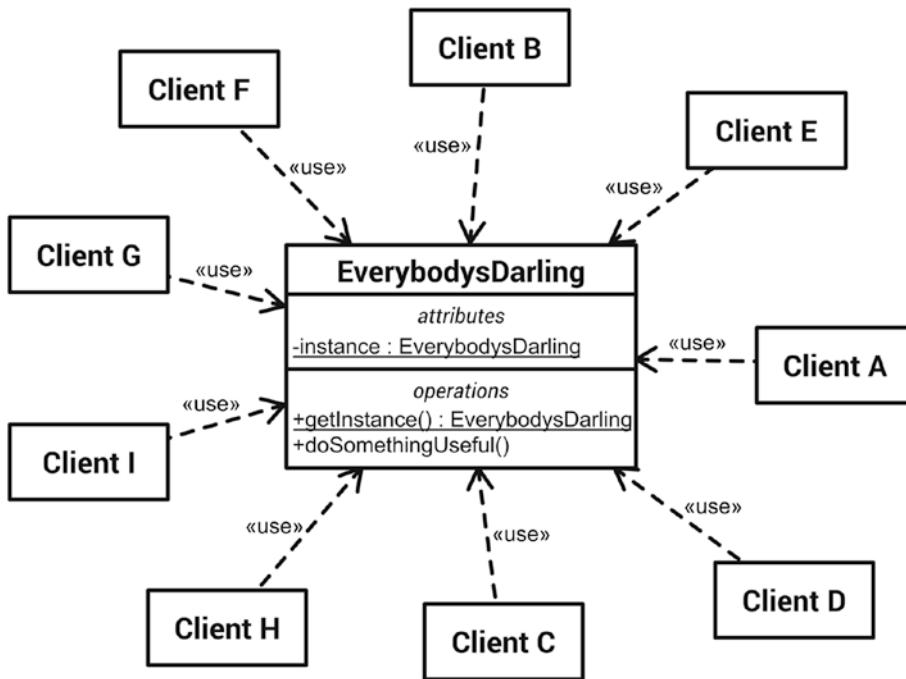 Client B
Client F
Client E
«use»
«use»
«use»
Client G
«use»
EverybodysDarling
attributes
-instance : EverybodysDarling
«use»
Client A
operations
+getInstance() : EverybodysDarling
+doSomethingUseful()
«use»
Client I
«use»
«use»
«use»
«use»
Client H
Client C
Client D